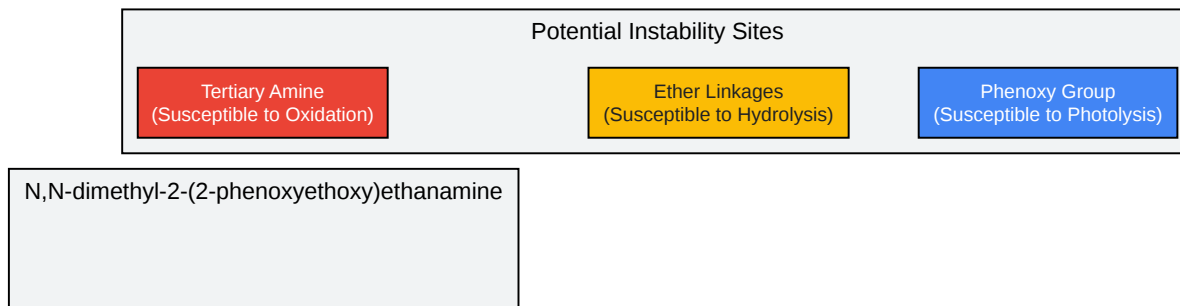 Potential Instability Sites
Tertiary Amine
(Susceptible to Oxidation)
Ether Linkages
(Susceptible to Hydrolysis)
Phenoxy Group
(Susceptible to Photolysis)
N,N-dimethyl-2-(2-phenoxyethoxy)ethanamine